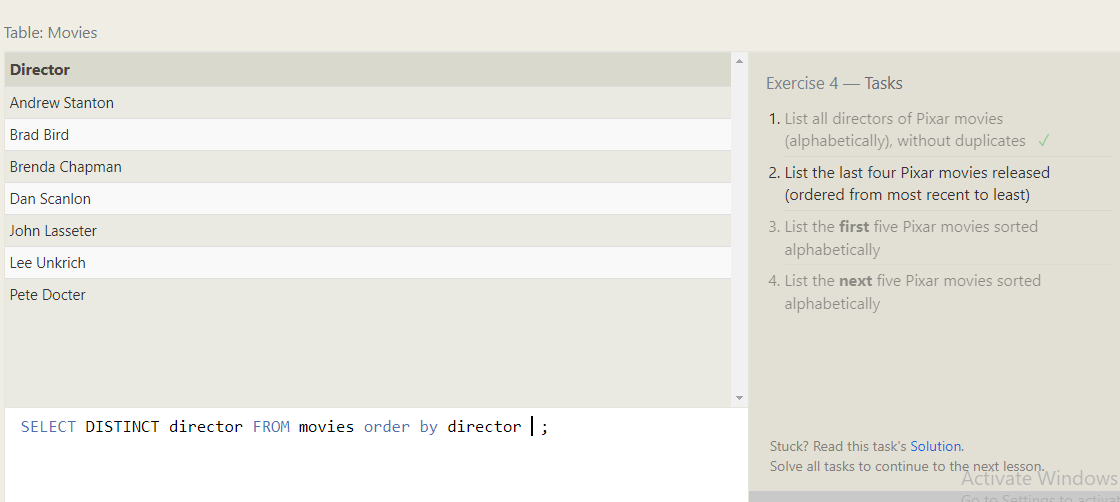 Table: Movies
Director
Andrew Stanton
Brad Bird
Brenda Chapman
Dan Scanlon
John Lasseter
Lee Unkrich
Pete Docter
SELECT DISTINCT director FROM movies order by director ;
Exercise 4 — Tasks
1. List all directors of Pixar movies
(alphabetically), without duplicates ✓
2. List the last four Pixar movies released
(ordered from most recent to least)
3. List the first five Pixar movies sorted
alphabetically
4. List the next five Pixar movies sorted
alphabetically
Stuck? Read this task's Solution.
Solve all tasks to continue to the next lesson.
Activate Windows
Go to Settings to activat